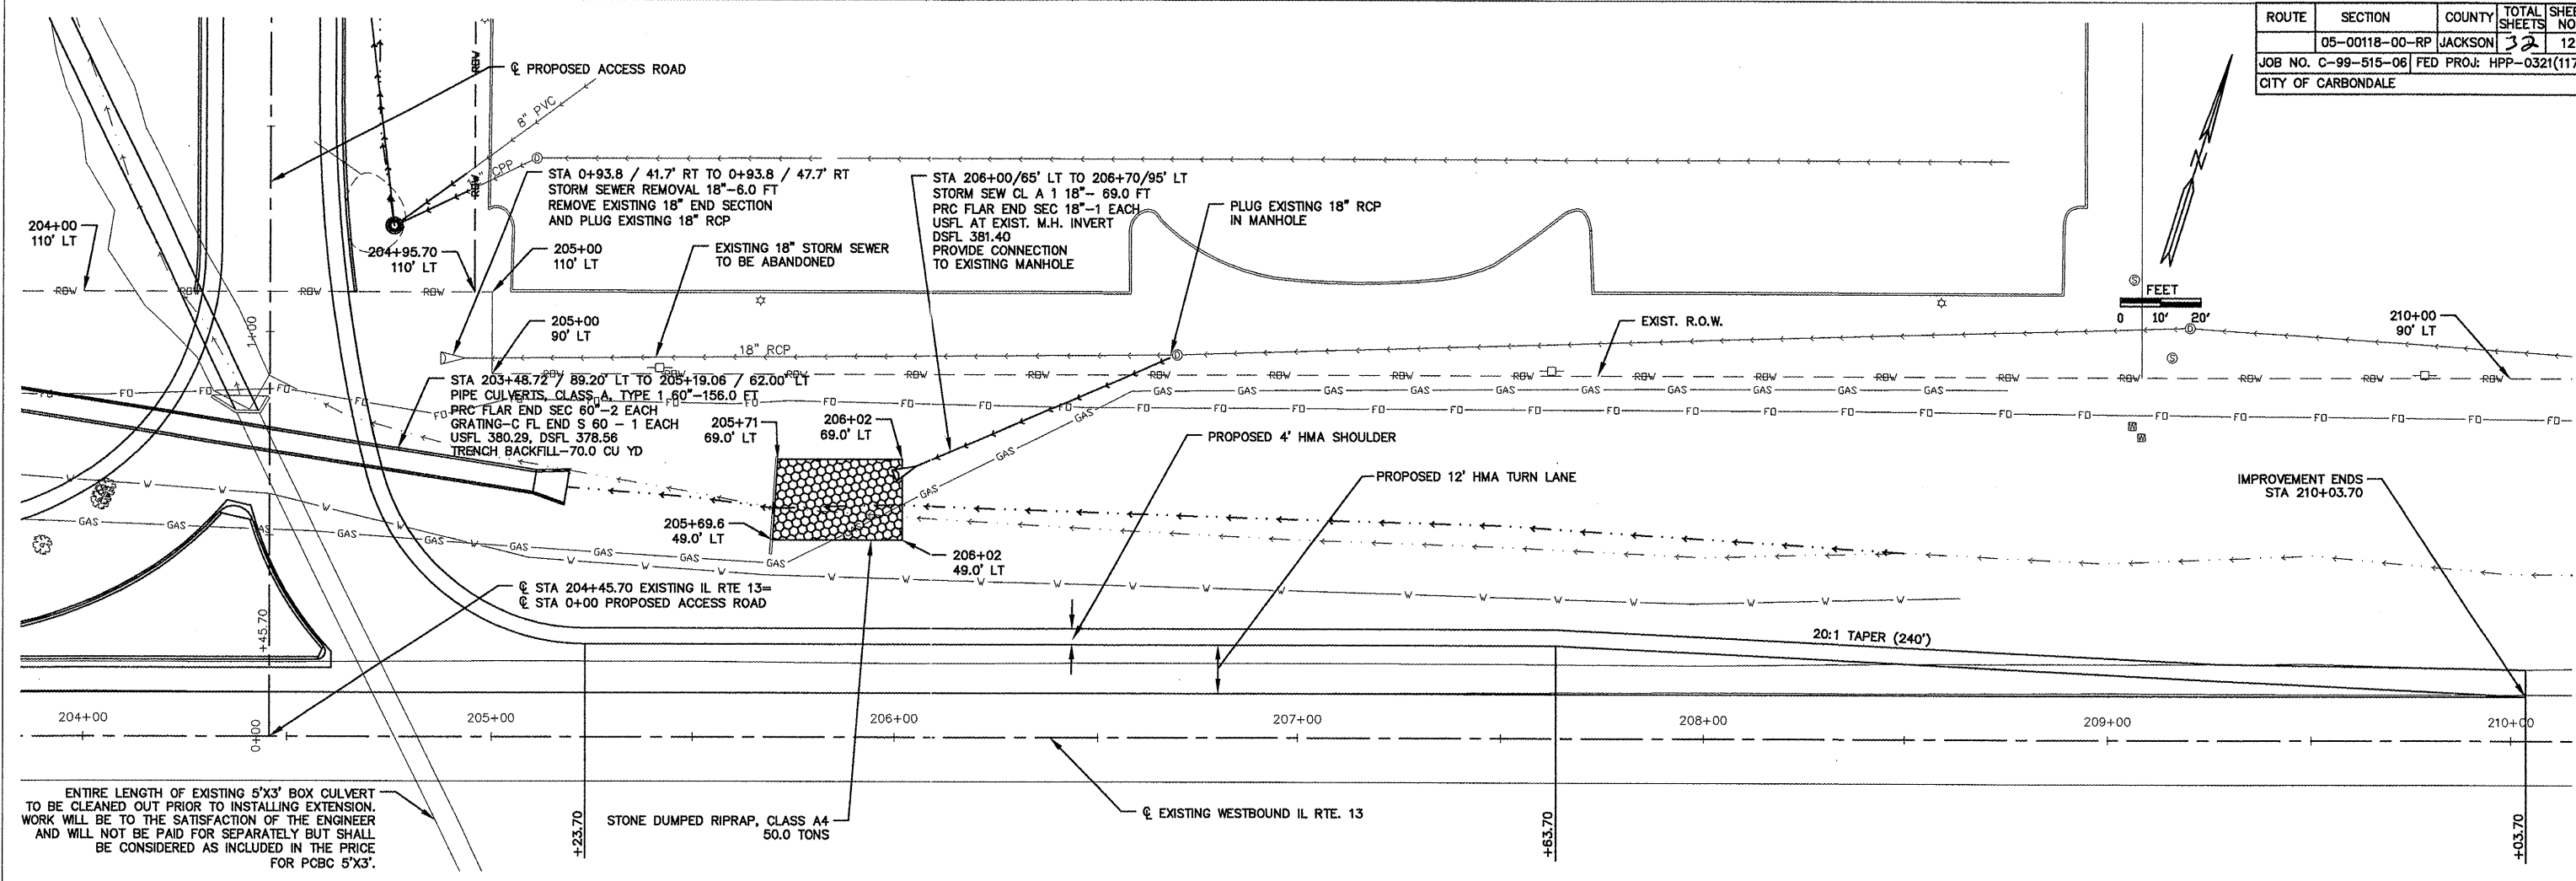 ROUTE SECTION COUNTY TOTAL SHEETS
05-00118-00-RP JACKSON 32 12
JOB NO. C-99-515-06 FED PROJ: HPP-0321(117
CITY OF CARBONDALE
℄ PROPOSED ACCESS ROAD
8" PVC
CPP
ROW
ROW
STA 0+93.8 / 41.7' RT TO 0+93.8 / 47.7' RT
STORM SEWER REMOVAL 18"-6.0 FT
REMOVE EXISTING 18" END SECTION
AND PLUG EXISTING 18" RCP
STA 206+00/65' LT TO 206+70/95' LT
STORM SEW CL A 1 18"- 69.0 FT
PRC FLAR END SEC 18"-1 EACH
USFL AT EXIST. M.H. INVERT
DSFL 381.40
PROVIDE CONNECTION
TO EXISTING MANHOLE
PLUG EXISTING 18" RCP
IN MANHOLE
204+00
110' LT
204+95.70
110' LT
205+00
110' LT
EXISTING 18" STORM SEWER
TO BE ABANDONED
N
FEET
0 10' 20'
205+00
90' LT
EXIST. R.O.W.
210+00
90' LT
1+00
18" RCP
STA 203+48.72 / 89.20' LT TO 205+19.06 / 62.00' LT
PIPE CULVERTS, CLASS A, TYPE 1 60"-156.0 FT
PRC FLAR END SEC 60"-2 EACH
GRATING-C FL END S 60 - 1 EACH
USFL 380.29, DSFL 378.56
TRENCH BACKFILL-70.0 CU YD
205+71
69.0' LT
206+02
69.0' LT
PROPOSED 4' HMA SHOULDER
PROPOSED 12' HMA TURN LANE
IMPROVEMENT ENDS
STA 210+03.70
205+69.6
49.0' LT
206+02
49.0' LT
GAS GAS GAS GAS GAS GAS
W W W W W W
℄ STA 204+45.70 EXISTING IL RTE 13=
℄ STA 0+00 PROPOSED ACCESS ROAD
+45.70
20:1 TAPER (240')
204+00 205+00 206+00 207+00 208+00 209+00 210+00
0+00
ENTIRE LENGTH OF EXISTING 5'X3' BOX CULVERT
TO BE CLEANED OUT PRIOR TO INSTALLING EXTENSION.
WORK WILL BE TO THE SATISFACTION OF THE ENGINEER
AND WILL NOT BE PAID FOR SEPARATELY BUT SHALL
BE CONSIDERED AS INCLUDED IN THE PRICE
FOR PCBC 5'X3'.
+23.70
STONE DUMPED RIPRAP, CLASS A4
50.0 TONS
℄ EXISTING WESTBOUND IL RTE. 13
+63.70
+03.70